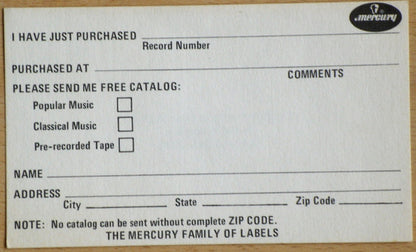 mercury
I HAVE JUST PURCHASED
Record Number
PURCHASED AT
COMMENTS
PLEASE SEND ME FREE CATALOG:
Popular Music
Classical Music
Pre-recorded Tape
NAME
ADDRESS
City State Zip Code
NOTE: No catalog can be sent without complete ZIP CODE.
THE MERCURY FAMILY OF LABELS